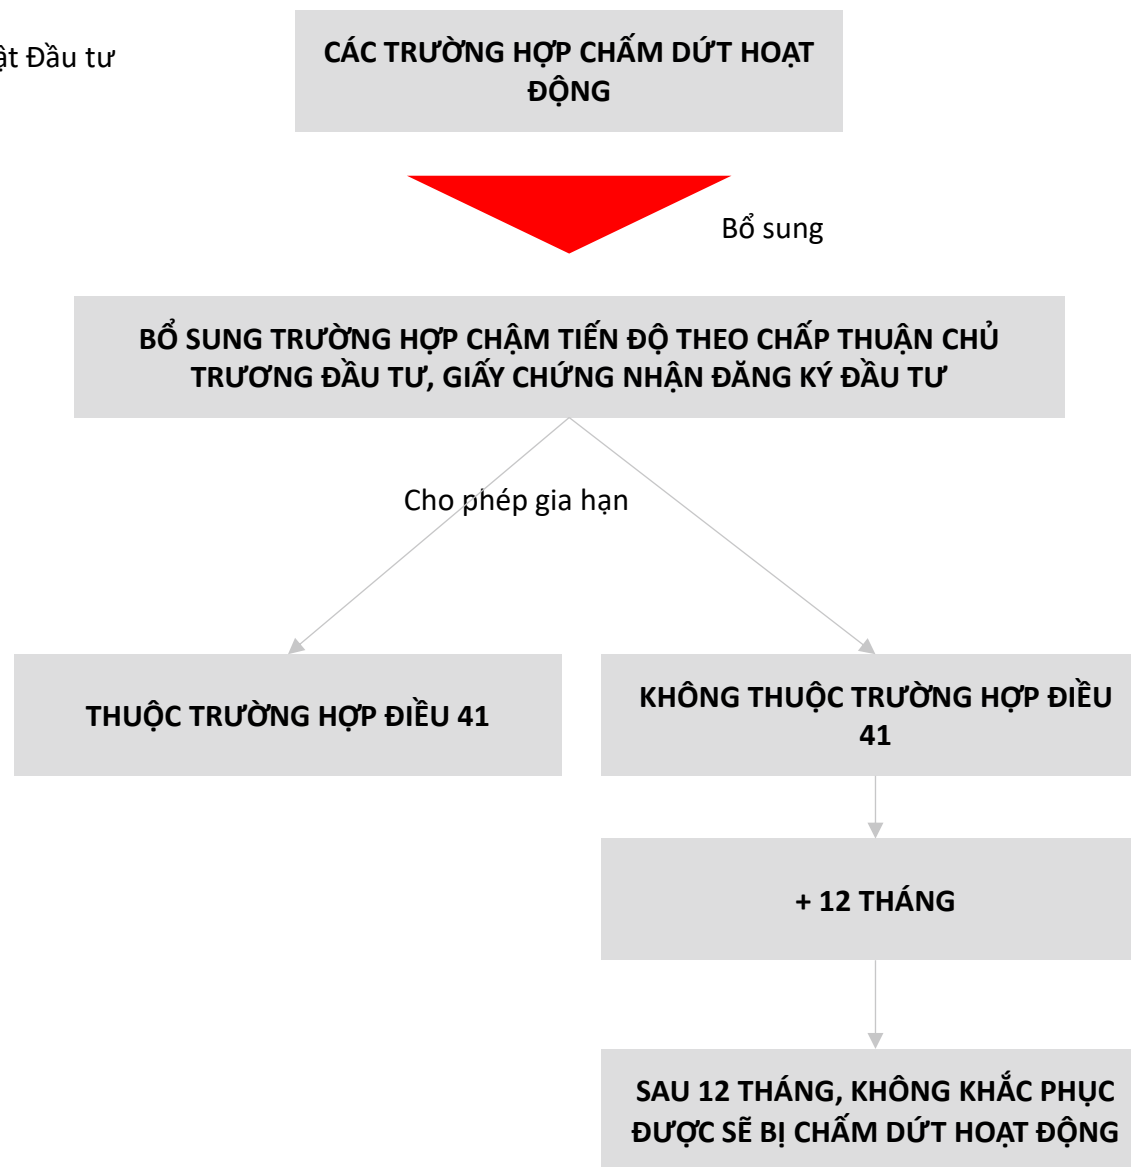 Đầu tư
CÁC TRƯỜNG HỢP CHẤM DỨT HOẠT
ĐỘNG
Bổ sung
BỔ SUNG TRƯỜNG HỢP CHẬM TIẾN ĐỘ THEO CHẤP THUẬN CHỦ
TRƯƠNG ĐẦU TƯ, GIẤY CHỨNG NHẬN ĐĂNG KÝ ĐẦU TƯ
Cho phép gia hạn
THUỘC TRƯỜNG HỢP ĐIỀU 41
KHÔNG THUỘC TRƯỜNG HỢP ĐIỀU
41
+ 12 THÁNG
SAU 12 THÁNG, KHÔNG KHẮC PHỤC
ĐƯỢC SẼ BỊ CHẤM DỨT HOẠT ĐỘNG